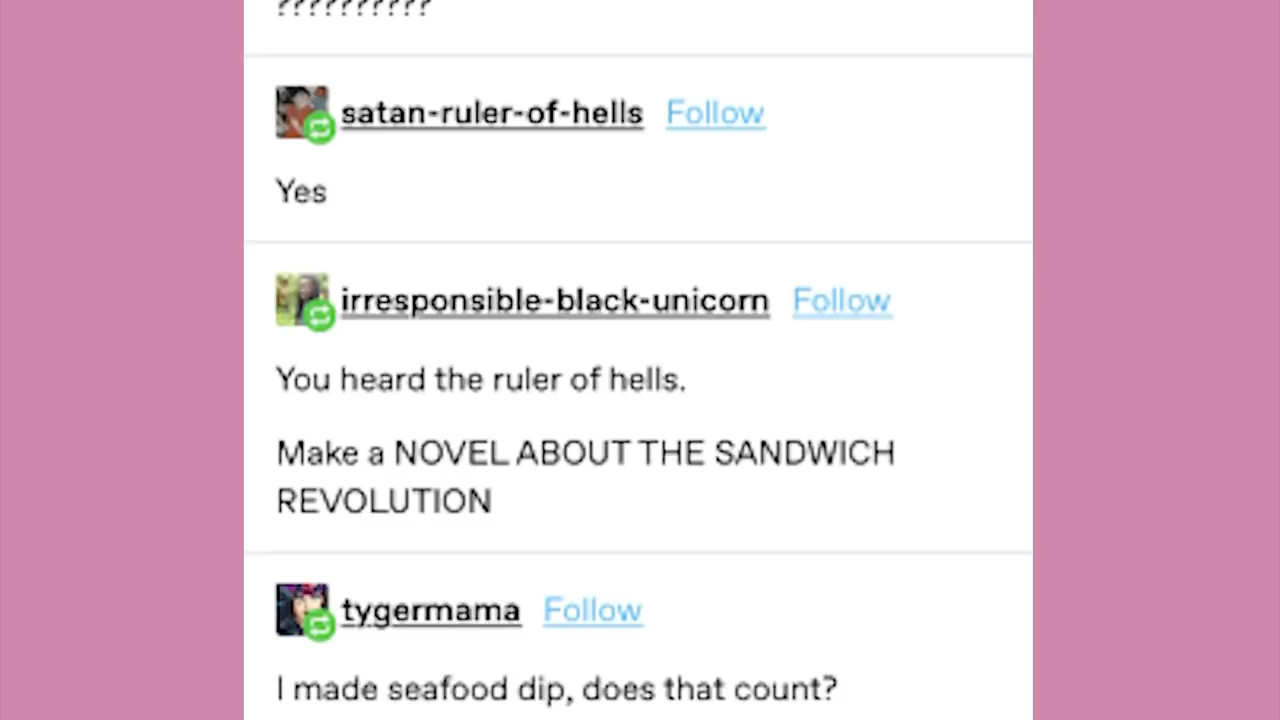 ??????????
satan-ruler-of-hells Follow
Yes
irresponsible-black-unicorn Follow
You heard the ruler of hells.
Make a NOVEL ABOUT THE SANDWICH
REVOLUTION
tygermama Follow
I made seafood dip, does that count?